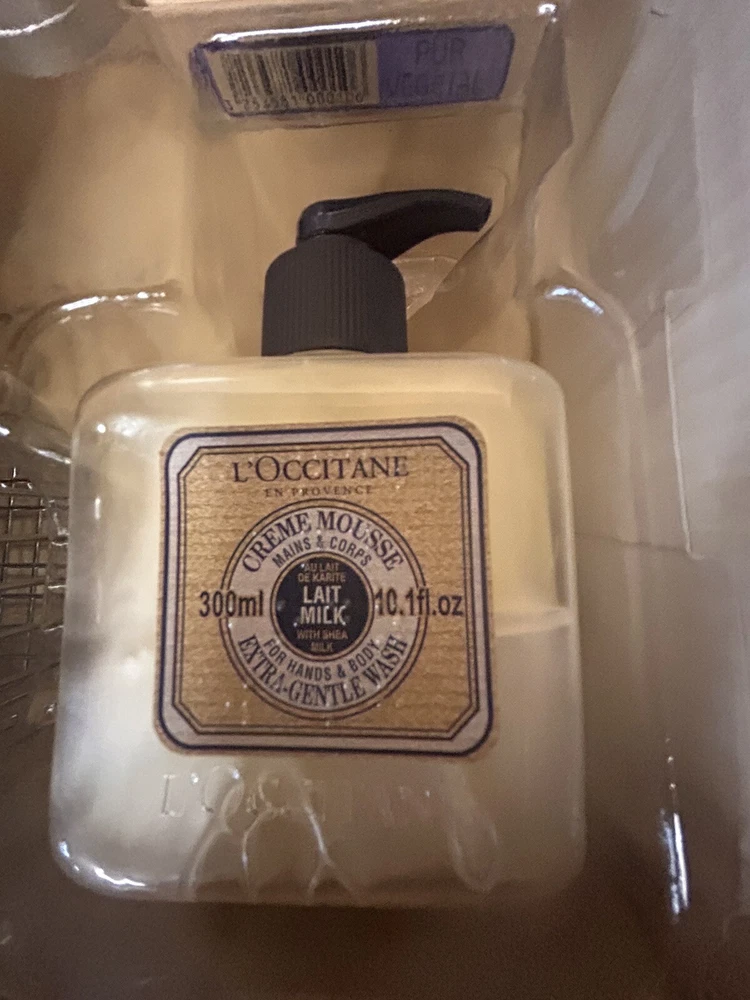 PUR
VEGETAL
L'OCCITANE
EN PROVENCE
CREME MOUSSE
MAINS & CORPS
AU LAIT
DE KARITE
300ml
LAIT
MILK
10.1fl.oz
WITH SHEA
MILK
FOR HANDS & BODY
EXTRA-GENTLE WASH
L'OCCITANE